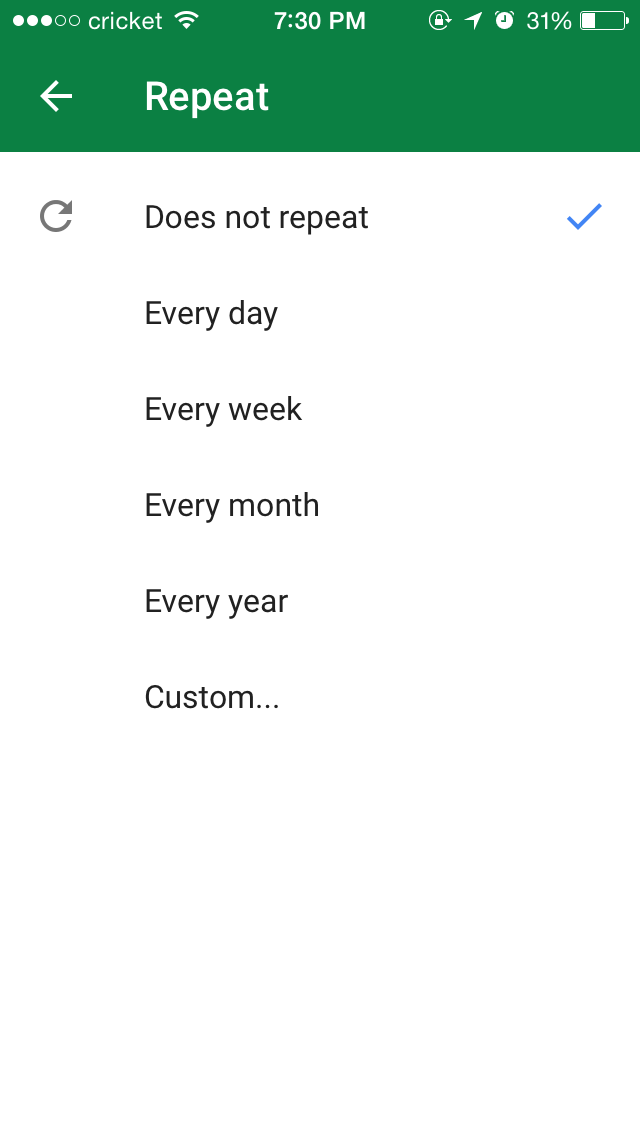 cricket 7:30 PM 31%
Repeat
Does not repeat
Every day
Every week
Every month
Every year
Custom...